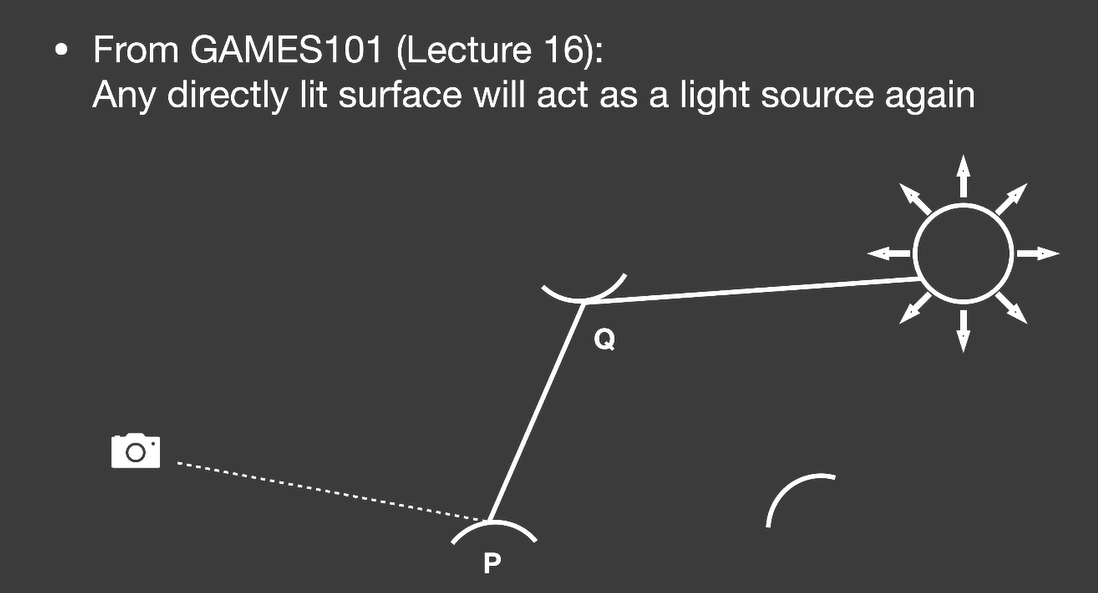 • From GAMES101 (Lecture 16):
Any directly lit surface will act as a light source again
Q
P